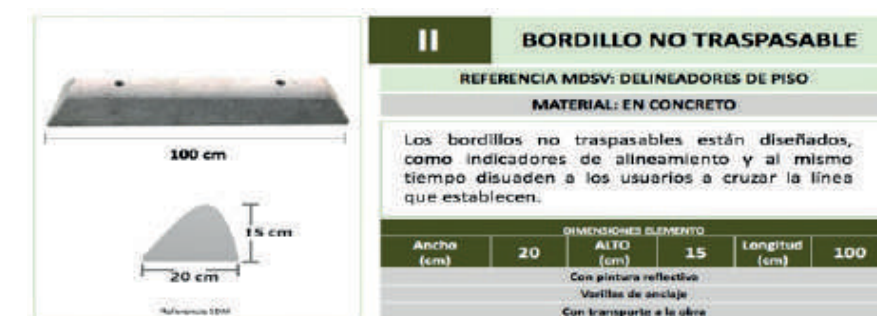 100 cm
15 cm
20 cm
Referencia SDM
II
BORDILLO NO TRASPASABLE
REFERENCIA MDSV: DELINEADORES DE PISO
MATERIAL: EN CONCRETO
Los bordillos no traspasables están diseñados,
como indicadores de alineamiento y al mismo
tiempo disuaden a los usuarios a cruzar la línea
que establecen.
DIMENSIONES ELEMENTO
Ancho (cm) 20 ALTO (cm) 15 Longitud (cm) 100
Con pintura reflectiva
Varillas de anclaje
Con transporte a la obra